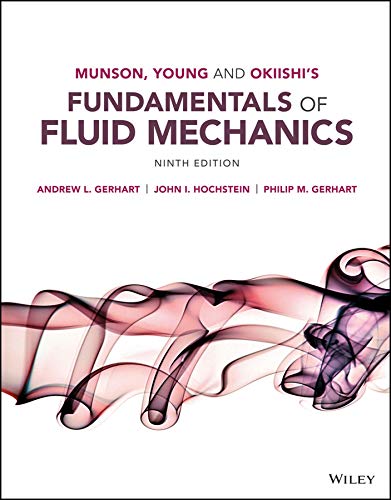 MUNSON, YOUNG AND OKIISHI'S
FUNDAMENTALS OF
FLUID MECHANICS
NINTH EDITION
ANDREW L. GERHART | JOHN I. HOCHSTEIN | PHILIP M. GERHART
WILEY